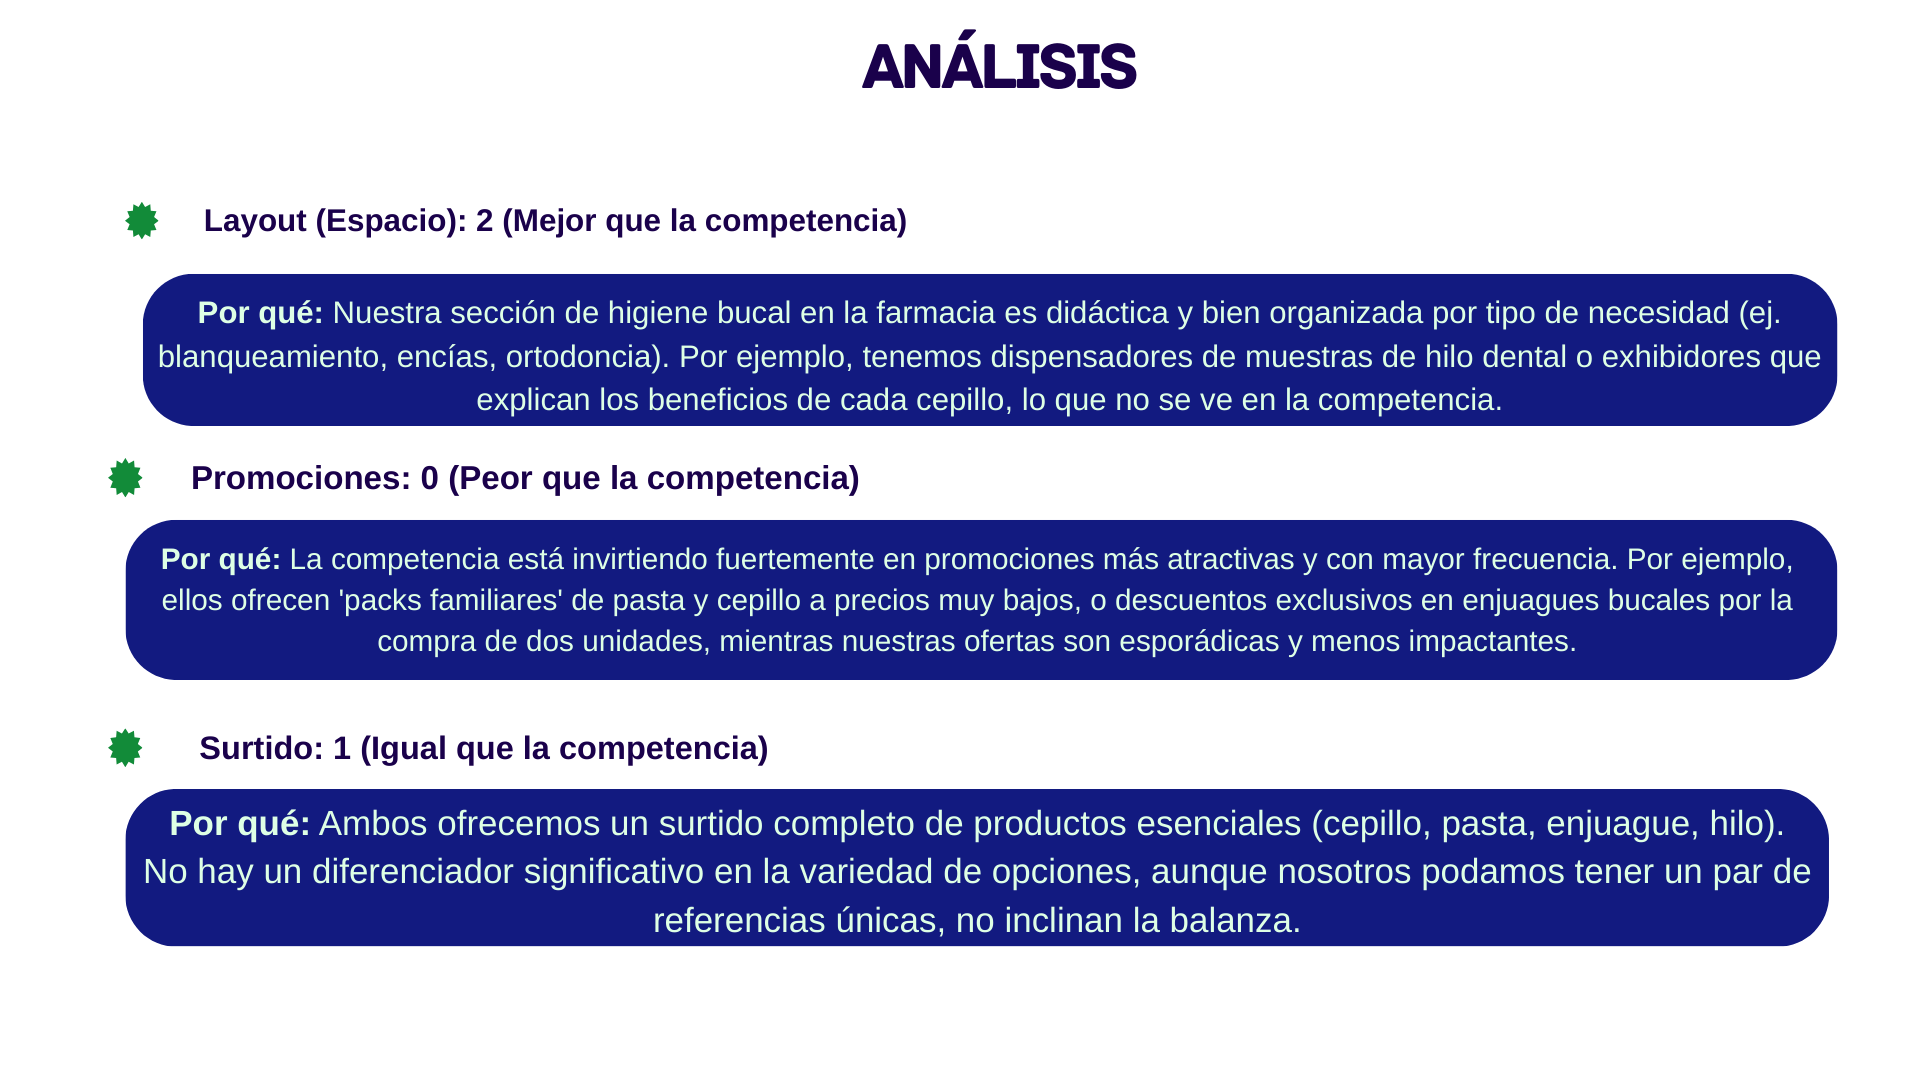 ANÁLISIS
Layout (Espacio): 2 (Mejor que la competencia)
Por qué: Nuestra sección de higiene bucal en la farmacia es didáctica y bien organizada por tipo de necesidad (ej.
blanqueamiento, encías, ortodoncia). Por ejemplo, tenemos dispensadores de muestras de hilo dental o exhibidores que
explican los beneficios de cada cepillo, lo que no se ve en la competencia.
Promociones: 0 (Peor que la competencia)
Por qué: La competencia está invirtiendo fuertemente en promociones más atractivas y con mayor frecuencia. Por ejemplo,
ellos ofrecen 'packs familiares' de pasta y cepillo a precios muy bajos, o descuentos exclusivos en enjuagues bucales por la
compra de dos unidades, mientras nuestras ofertas son esporádicas y menos impactantes.
Surtido: 1 (Igual que la competencia)
Por qué: Ambos ofrecemos un surtido completo de productos esenciales (cepillo, pasta, enjuague, hilo).
No hay un diferenciador significativo en la variedad de opciones, aunque nosotros podamos tener un par de
referencias únicas, no inclinan la balanza.